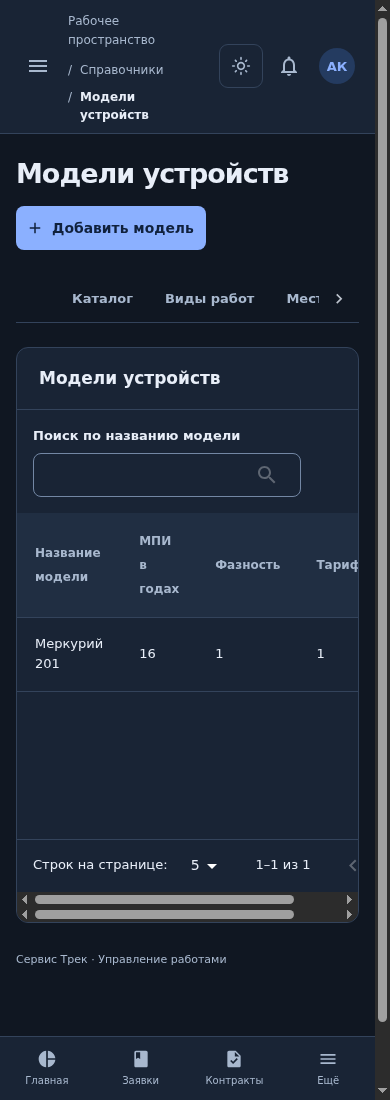 Рабочее
пространство
/ Справочники
/ Модели
устройств
АК
Модели устройств
+ Добавить модель
Каталог Виды работ Мест
Модели устройств
Поиск по названию модели
Название
модели
МПИ
в
годах
Фазность
Тариф
Меркурий
201
16
1
1
Строк на странице: 5 1–1 из 1
Сервис Трек · Управление работами
Главная Заявки Контракты Ещё